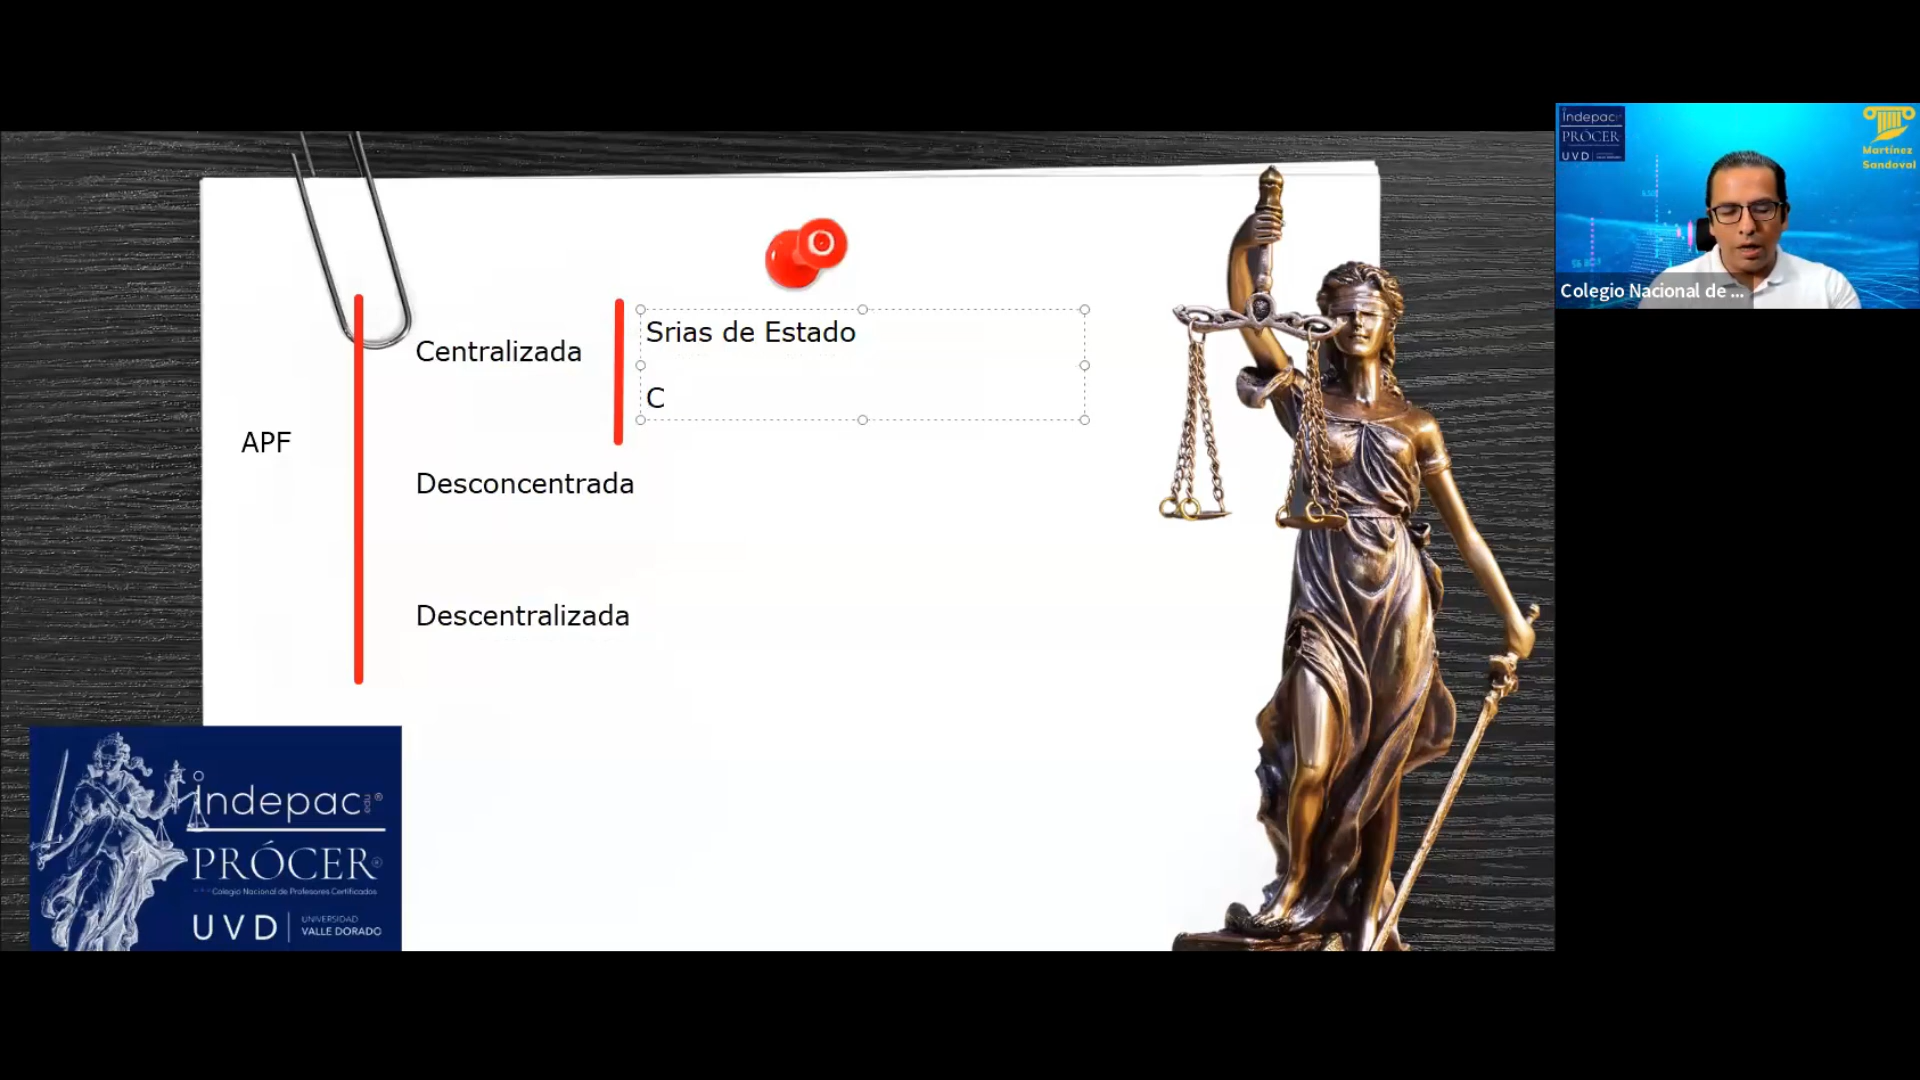 APF
Centralizada
Srias de Estado
C
Desconcentrada
Descentralizada
indepac
PRÓCER
Colegio Nacional de Profesores Certificados
UVD
UNIVERSIDAD
VALLE DORADO
indepac
PRÓCER
UVD
Martínez
Sandoval
Colegio Nacional de ...